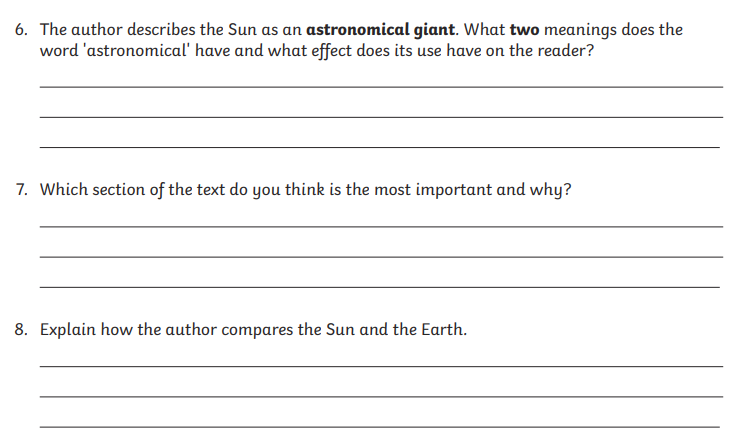 6. The author describes the Sun as an astronomical giant. What two meanings does the
word 'astronomical' have and what effect does its use have on the reader?
7. Which section of the text do you think is the most important and why?
8. Explain how the author compares the Sun and the Earth.